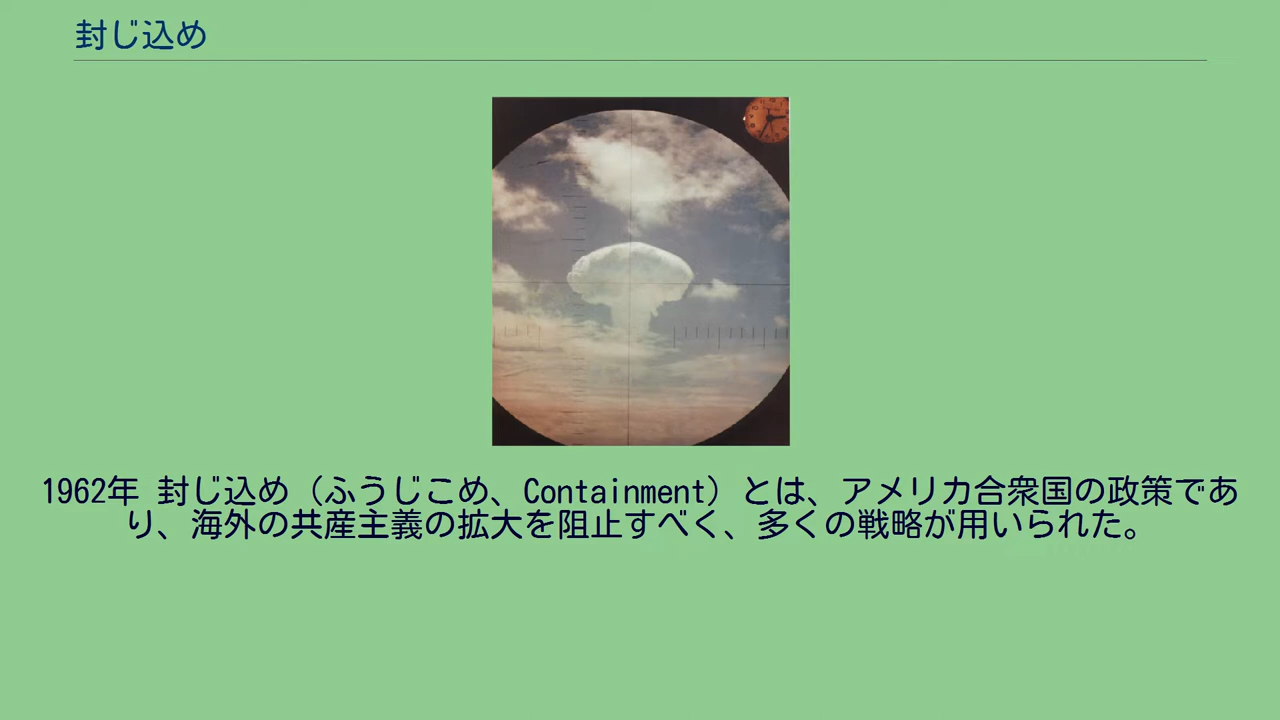 封じ込め
1962年 封じ込め（ふうじこめ、Containment）とは、アメリカ合衆国の政策であ
り、海外の共産主義の拡大を阻止すべく、多くの戦略が用いられた。